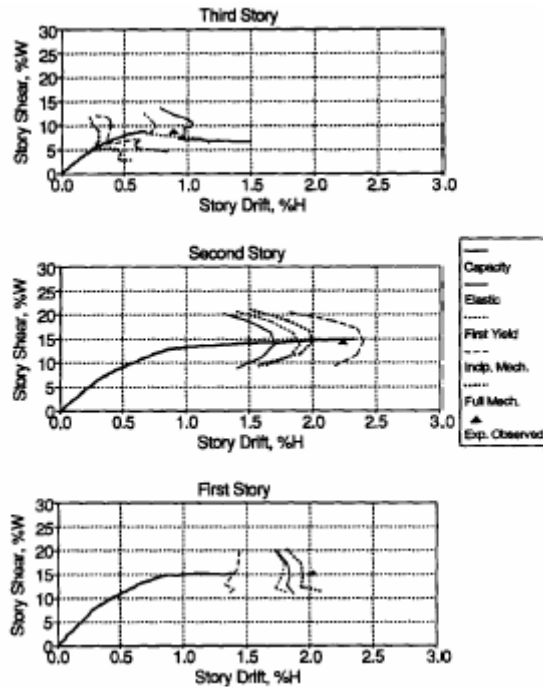 Third Story
Story Shear, %W
30
25
20
15
10
5
0
0.0 0.5 1.0 1.5 2.0 2.5 3.0
Story Drift, %H
Second Story
Story Shear, %W
30
25
20
15
10
5
0
0.0 0.5 1.0 1.5 2.0 2.5 3.0
Story Drift, %H
Capacity
Elastic
First Yield
Indp. Mech.
Full Mech.
Exp. Observed
First Story
Story Shear, %W
30
25
20
15
10
5
0
0.0 0.5 1.0 1.5 2.0 2.5 3.0
Story Drift, %H